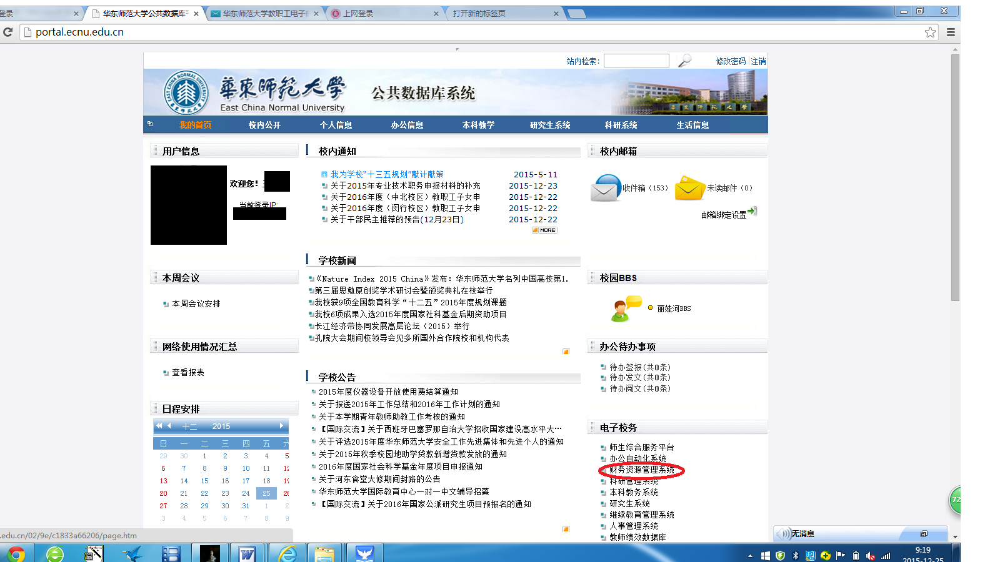 登录
华东师范大学公共数据库
华东师范大学教职工电子
上网登录
打开新的标签页
portal.ecnu.edu.cn
站内检索:
修改密码 注销
EAST CHINA NORMAL UNIVERSITY
華東师范大学
East China Normal University
公共数据库系统
華東师范大学
我的首页 校内公开 个人信息 办公信息 本科教学 研究生系统 科研系统 生活信息
用户信息
欢迎您!
当前登录IP:
本周会议
本周会议安排
网络使用情况汇总
查看报表
日程安排
十二 2015
日 一 二 三 四 五 六
29 30 1 2 3 4 5
6 7 8 9 10 11 12
13 14 15 16 17 18 19
20 21 22 23 24 25 26
27 28 29 30 31 1 2
3 4 5 6 7 8 9
校内通知
我为学校“十三五规划”献计献策 2015-5-11
关于2015年专业技术职务申报材料的补充 2015-12-23
关于2016年度（中北校区）教职工子女申 2015-12-22
关于2016年度（闵行校区）教职工子女申 2015-12-22
关于干部民主推荐的预告(12月23日) 2015-12-22
MORE
学校新闻
《Nature Index 2015 China》发布：华东师范大学名列中国高校第1.
第三届思勉原创奖学术研讨会暨颁奖典礼在校举行
我校获9项全国教育科学“十二五”2015年度规划课题
我校6项成果入选2015年度国家社科基金后期资助项目
长江经济带协同发展高层论坛（2015）举行
孔院大会期间校领导会见多所国外合作院校和机构代表
学校公告
2015年度仪器设备开放使用费结算通知
关于报送2015年工作总结和2016年工作计划的通知
关于本学期青年教师助教工作考核的通知
【国际交流】关于西班牙巴塞罗那自治大学招收国家建设高水平大…
关于评选2015年度华东师范大学安全工作先进集体和先进个人的通知
关于2015年秋季校园地助学贷款新增贷款发放的通知
2016年度国家社会科学基金年度项目申报通知
关于河东食堂大修期间封路的公告
华东师范大学国际教育中心一对一中文辅导招募
【国际交流】关于2016年国家公派研究生项目预报名的通知
校内邮箱
收件箱（153） 未读邮件（0）
邮箱绑定设置
校园BBS
丽娃河BBS
办公待办事项
待办签报(共0条)
待办发文(共0条)
待办阅文(共0条)
电子校务
师生综合服务平台
办公自动化系统
财务资源管理系统
科研管理系统
本科教务系统
研究生系统
继续教育管理系统
人事管理系统
教师绩效数据库
72
无消息
.edu.cn/02/9e/c1833a66206/page.htm
9:19
2015-12-25